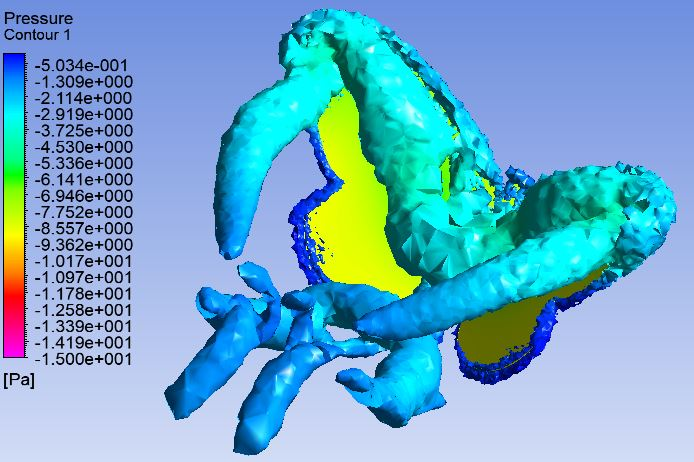 Pressure
Contour 1
-5.034e-001
-1.309e+000
-2.114e+000
-2.919e+000
-3.725e+000
-4.530e+000
-5.336e+000
-6.141e+000
-6.946e+000
-7.752e+000
-8.557e+000
-9.362e+000
-1.017e+001
-1.097e+001
-1.178e+001
-1.258e+001
-1.339e+001
-1.419e+001
-1.500e+001
[Pa]